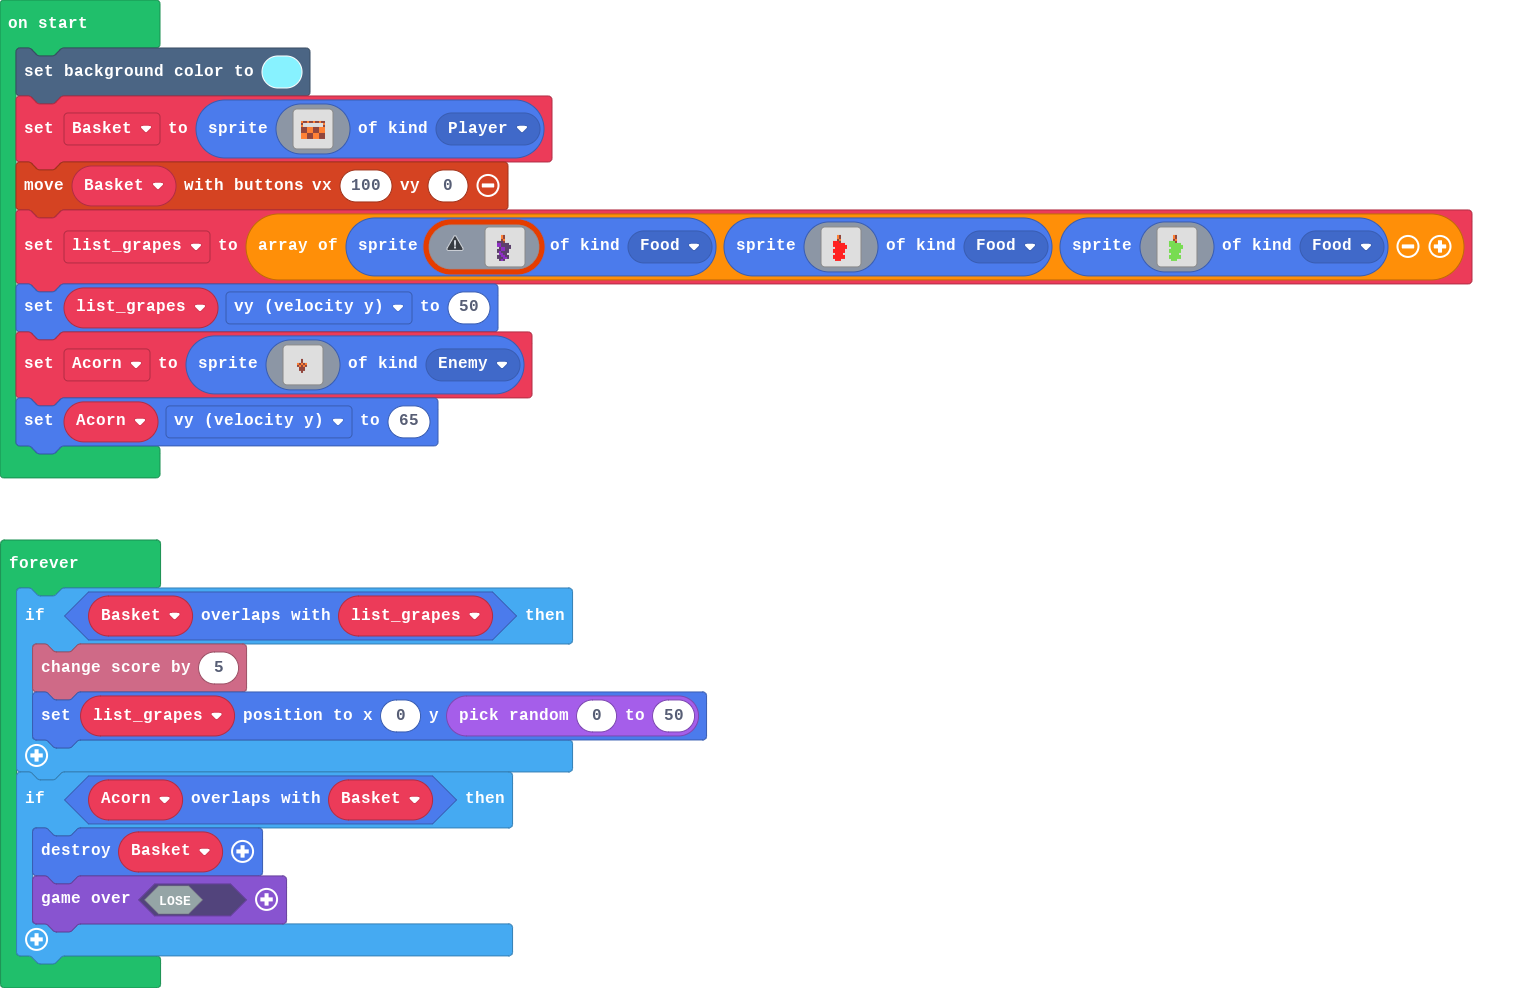 on start
set background color to
set Basket to sprite of kind Player
move Basket with buttons vx 100 vy 0
set list_grapes to array of sprite of kind Food sprite of kind Food sprite of kind Food
set list_grapes vy (velocity y) to 50
set Acorn to sprite of kind Enemy
set Acorn vy (velocity y) to 65
forever
if Basket overlaps with list_grapes then
change score by 5
set list_grapes position to x 0 y pick random 0 to 50
if Acorn overlaps with Basket then
destroy Basket
game over LOSE